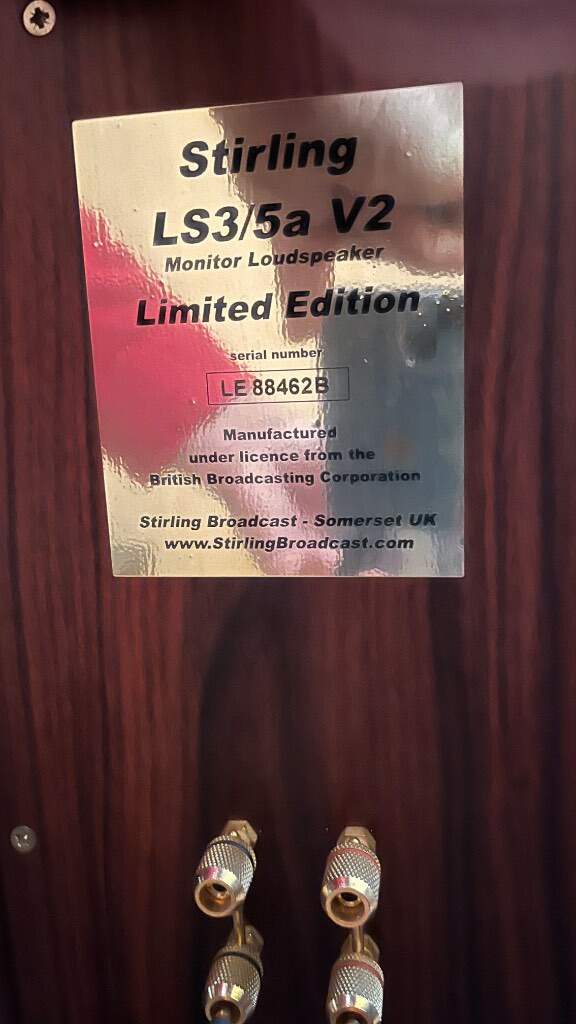 Stirling
LS3/5a V2
Monitor Loudspeaker
Limited Edition
serial number
LE 88462B
Manufactured
under licence from the
British Broadcasting Corporation
Stirling Broadcast - Somerset UK
www.StirlingBroadcast.com